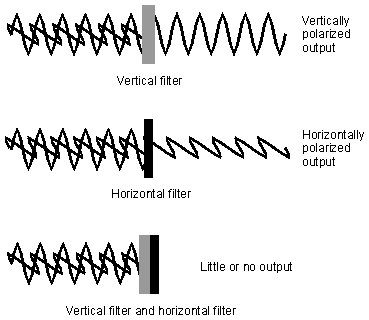 Vertically
polarized
output
Vertical filter
Horizontally
polarized
output
Horizontal filter
Little or no output
Vertical filter and horizontal filter